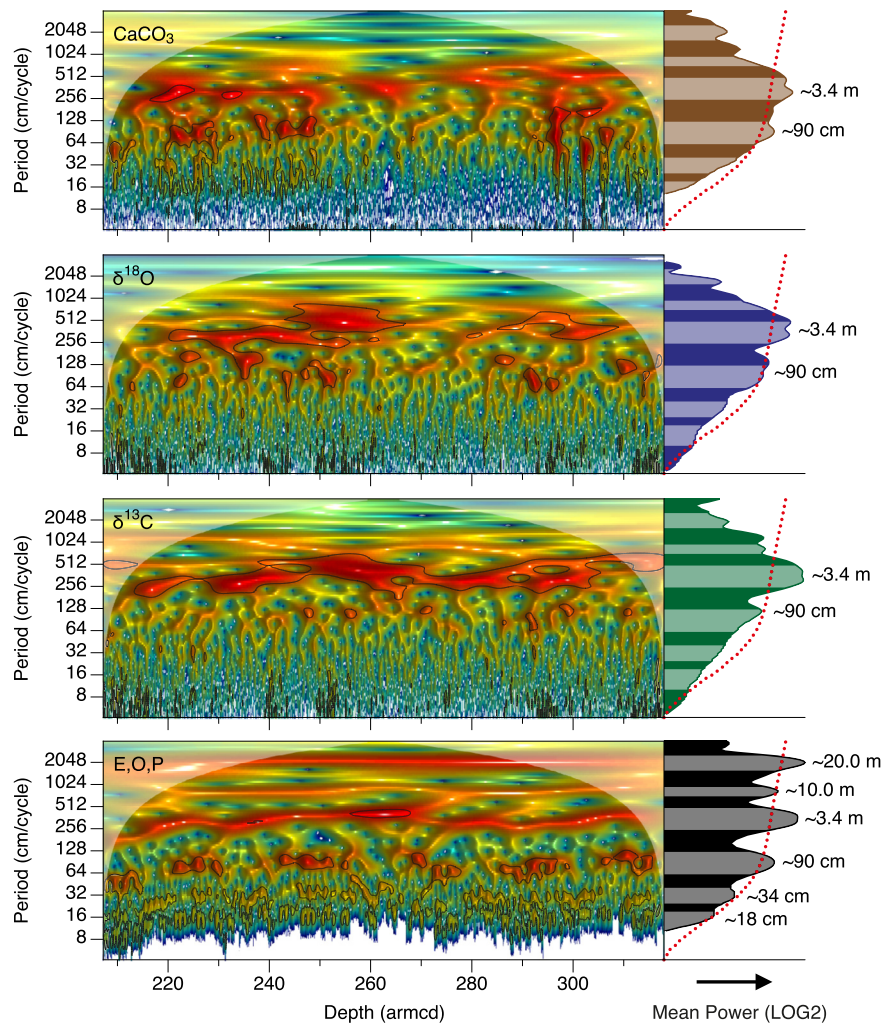 CaCO3
Period (cm/cycle)
2048
1024
512
256
128
64
32
16
8
~3.4 m
~90 cm
δ18O
Period (cm/cycle)
2048
1024
512
256
128
64
32
16
8
~3.4 m
~90 cm
δ13C
Period (cm/cycle)
2048
1024
512
256
128
64
32
16
8
~3.4 m
~90 cm
E,O,P
Period (cm/cycle)
2048
1024
512
256
128
64
32
16
8
~20.0 m
~10.0 m
~3.4 m
~90 cm
~34 cm
~18 cm
220 240 260 280 300
Depth (armcd)
Mean Power (LOG2)